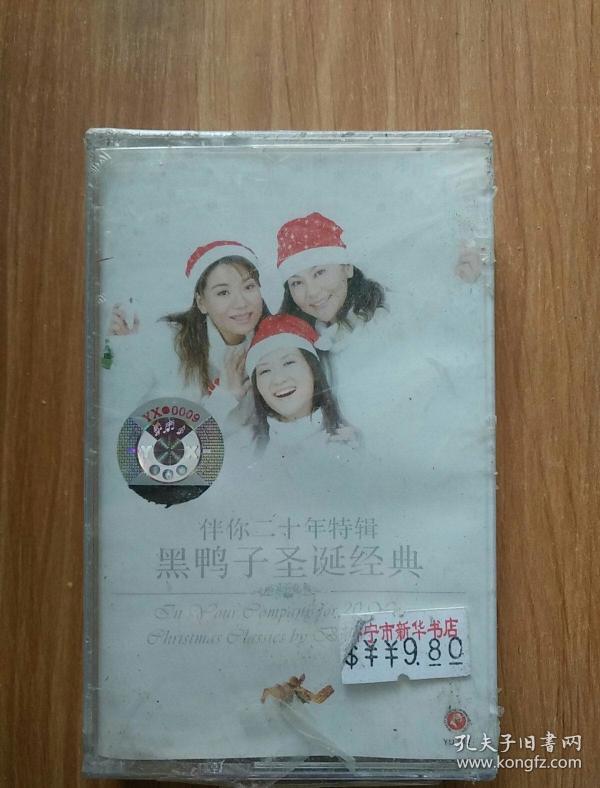 YX 0009
伴你二十年特辑
黑鸭子圣诞经典
In Your Company for 20
Christmas Classics by
宁市新华书店
$¥¥9.80
孔夫子旧书网
www.kongfz.com